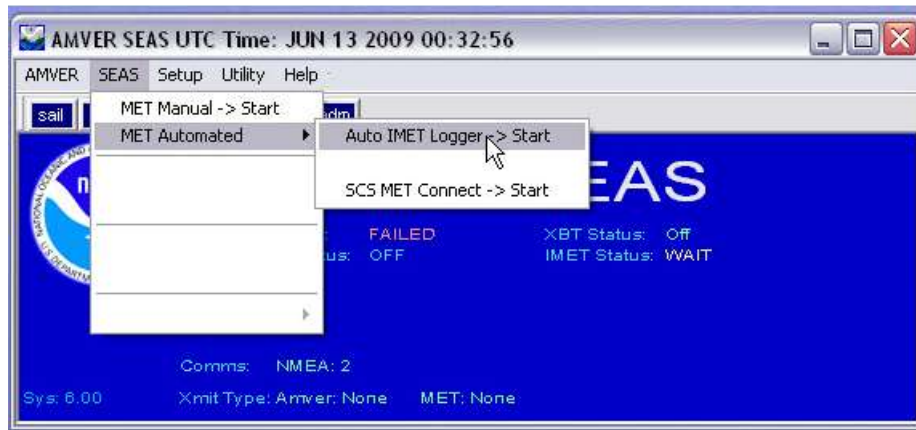 AMVER SEAS UTC Time: JUN 13 2009 00:32:56
AMVER SEAS Setup Utility Help
sail
MET Manual -> Start
MET Automated
Auto IMET Logger -> Start
SCS MET Connect -> Start
EAS
FAILED XBT Status: Off
us: OFF IMET Status: WAIT
Comms: NMEA: 2
Sys: 6.00 Xmit Type: Amver: None MET: None